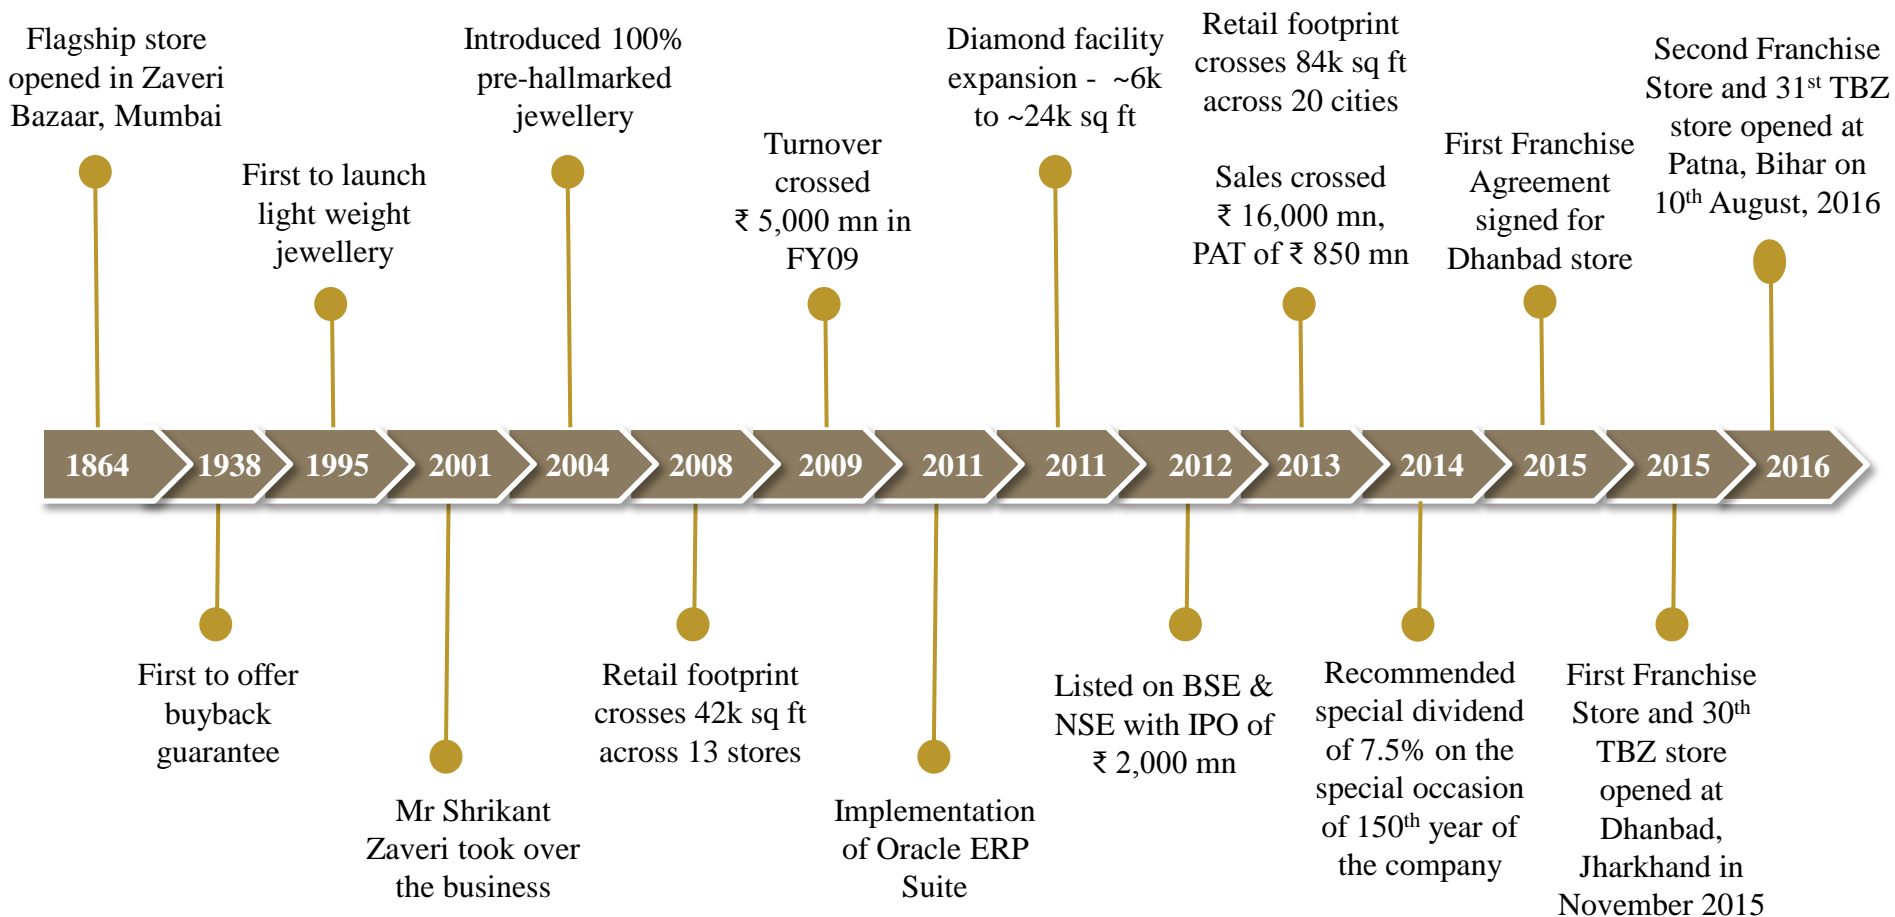 Flagship store
opened in Zaveri
Bazaar, Mumbai
First to launch
light weight
jewellery
Introduced 100%
pre-hallmarked
jewellery
Turnover
crossed
₹ 5,000 mn in
FY09
Diamond facility
expansion -  ~6k
to ~24k sq ft
Retail footprint
crosses 84k sq ft
across 20 cities
Sales crossed
₹ 16,000 mn,
PAT of ₹ 850 mn
First Franchise
Agreement
signed for
Dhanbad store
Second Franchise
Store and 31st TBZ
store opened at
Patna, Bihar on
10th August, 2016
1864 1938 1995 2001 2004 2008 2009 2011 2011 2012 2013 2014 2015 2015 2016
First to offer
buyback
guarantee
Mr Shrikant
Zaveri took over
the business
Retail footprint
crosses 42k sq ft
across 13 stores
Implementation
of Oracle ERP
Suite
Listed on BSE &
NSE with IPO of
₹ 2,000 mn
Recommended
special dividend
of 7.5% on the
special occasion
of 150th year of
the company
First Franchise
Store and 30th
TBZ store
opened at
Dhanbad,
Jharkhand in
November 2015